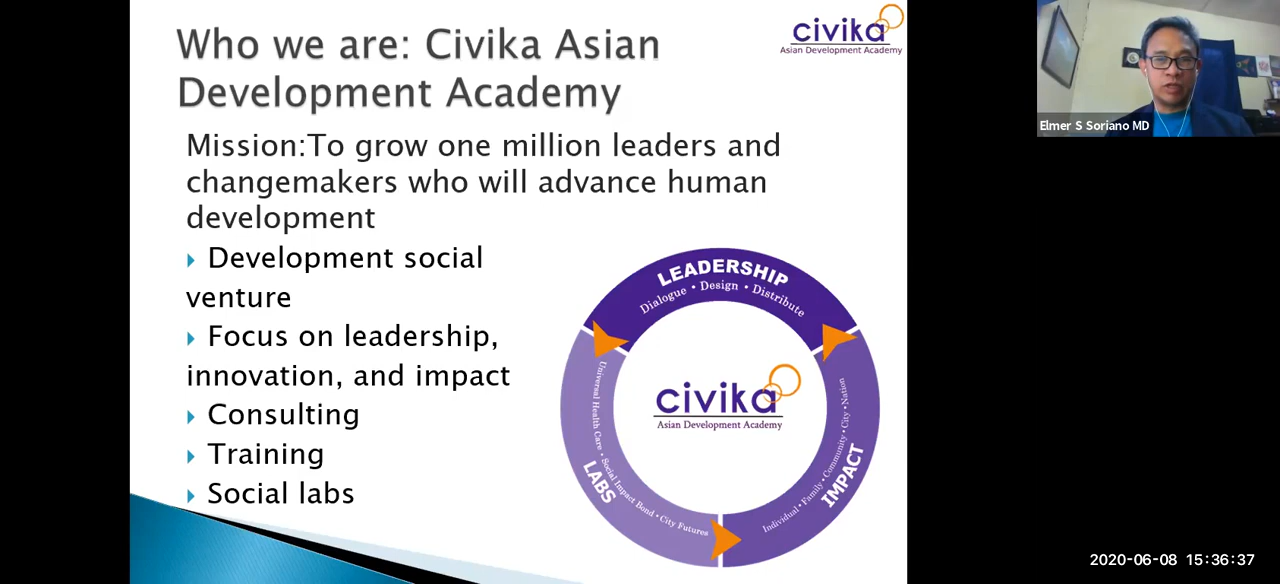 Who we are: Civika Asian
Development Academy
civika
Asian Development Academy
Elmer S Soriano MD
Mission:To grow one million leaders and
changemakers who will advance human
development
Development social
venture
Focus on leadership,
innovation, and impact
Consulting
Training
Social labs
LEADERSHIP
Dialogue • Design • Distribute
Universal Health Care • Social Impact Bond • City Futures
LABS
civika
Asian Development Academy
Individual • Family • Community • City • Nation
IMPACT
2020-06-08 15:36:37